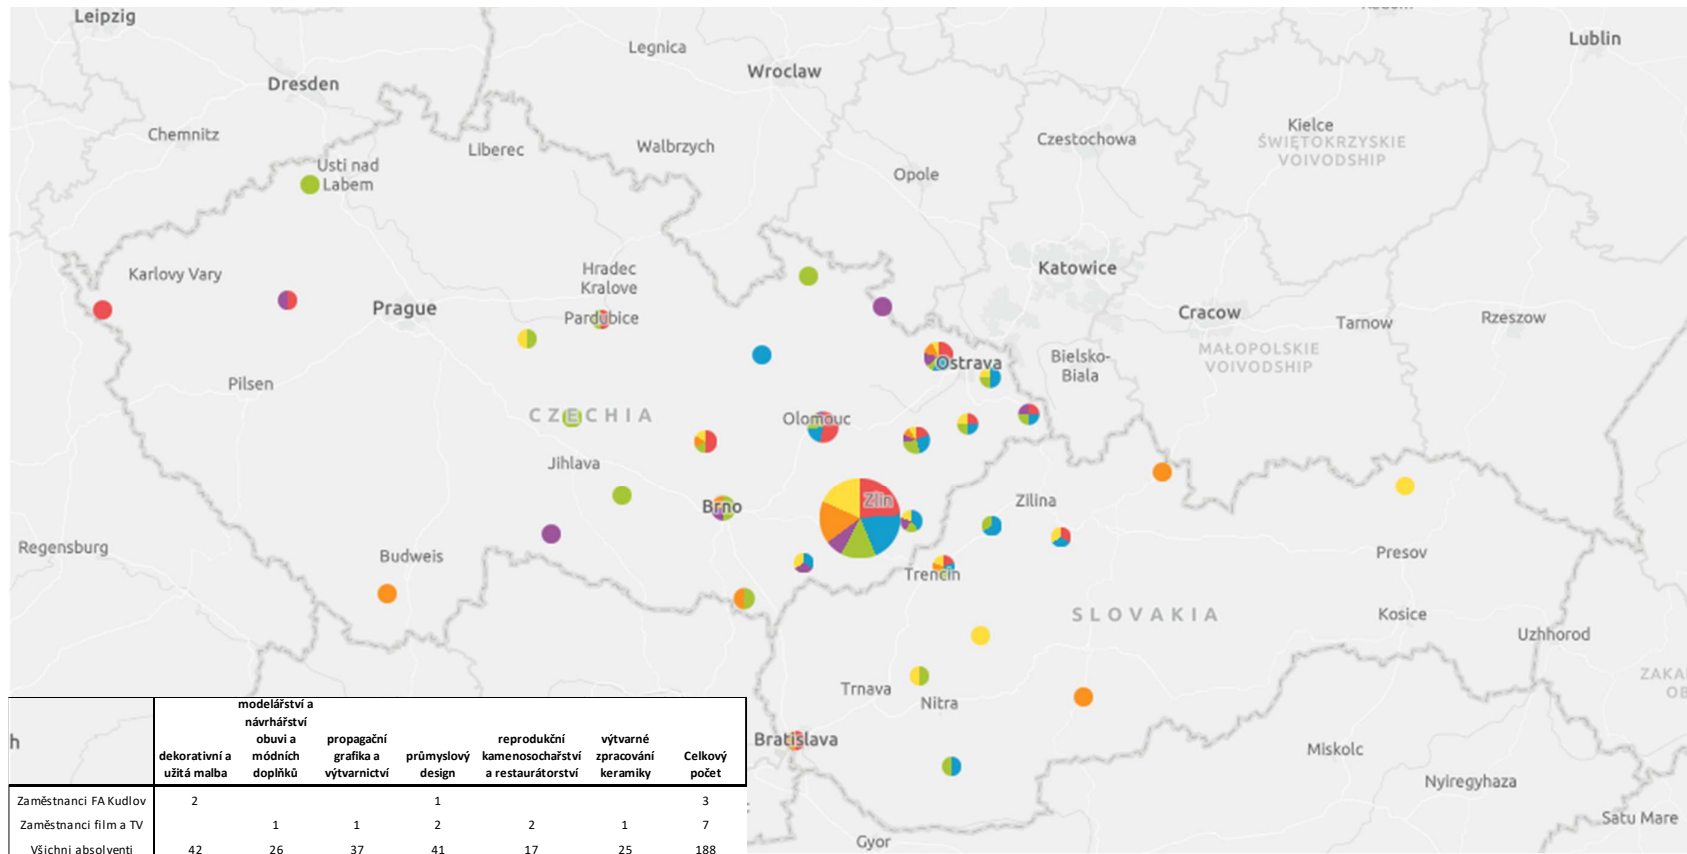 Leipzig
Legnica
Lublin
Wroclaw
Dresden
Chemnitz
Liberec
Walbrzych
Czestochowa
Kielce
ŚWIĘTOKRZYSKIE
VOIVODSHIP
Usti nad
Labem
Opole
Karlovy Vary
Hradec
Kralove
Katowice
Prague
Pardubice
Cracow
Tarnow
Rzeszow
MAŁOPOLSKIE
VOIVODSHIP
Bielsko-
Biala
Ostrava
Pilsen
CZECHIA
Olomouc
Jihlava
Zlin
Zilina
Brno
Regensburg
Budweis
Presov
Trencin
SLOVAKIA
Kosice
Uzhhorod
ZAKA
OB
Trnava
Nitra
Bratislava
Miskolc
Nyiregyhaza
Satu Mare
Gyor
h
dekorativní a
užitá malba
modelářství a
návrhářství
obuvi a
módních
doplňků
propagační
grafika a
výtvarnictví
průmyslový
design
reprodukční
kamenosochařství
a restaurátorství
výtvarné
zpracování
keramiky
Celkový
počet
Zaměstnanci FA Kudlov 2 1 3
Zaměstnanci film a TV 1 1 2 2 1 7
Všichni absolventi 42 26 37 41 17 25 188